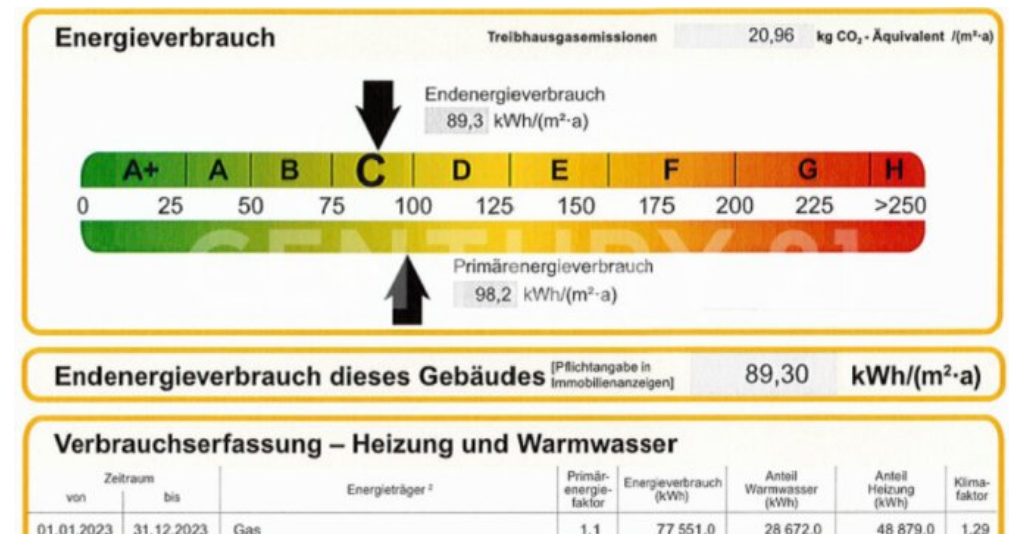 Energieverbrauch
Treibhausgasemissionen 20,96 kg CO₂-Äquivalent /(m²·a)
Endenergieverbrauch
89,3 kWh/(m²·a)
A+ A B C D E F G H
0 25 50 75 100 125 150 175 200 225 >250
CENTURY 21
Primärenergieverbrauch
98,2 kWh/(m²·a)
Endenergieverbrauch dieses Gebäudes [Pflichtangabe in Immobilienanzeigen] 89,30 kWh/(m²·a)
Verbrauchserfassung – Heizung und Warmwasser
Zeitraum
von bis
Energieträger ²
Primär-
energie-
faktor
Energieverbrauch
(kWh)
Anteil
Warmwasser
(kWh)
Anteil
Heizung
(kWh)
Klima-
faktor
01.01.2023 31.12.2023 Gas 1,1 77 551,0 28 672,0 48 879,0 1,29